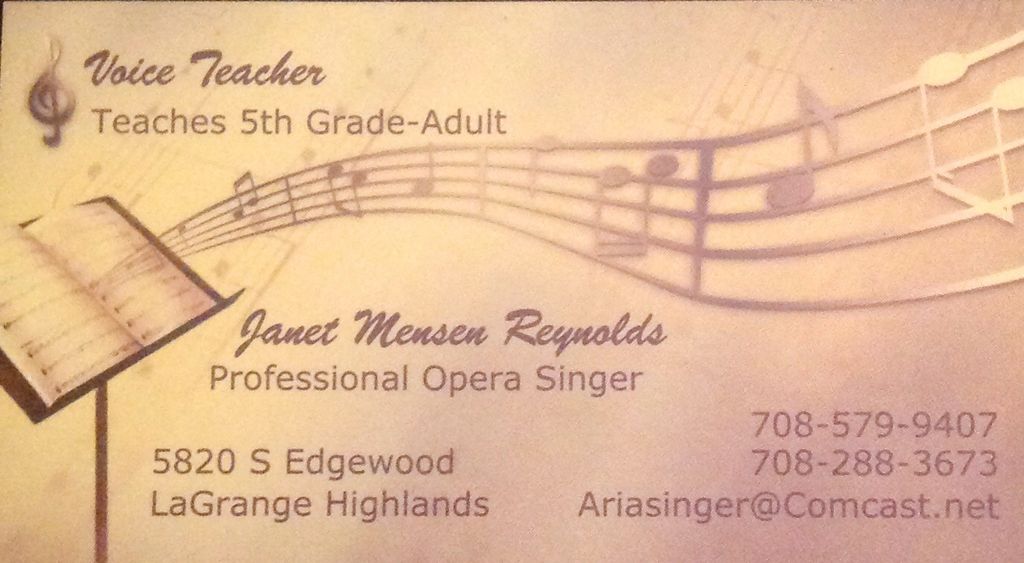 Voice Teacher
Teaches 5th Grade-Adult
Janet Mensen Reynolds
Professional Opera Singer
708-579-9407
5820 S Edgewood 708-288-3673
LaGrange Highlands Ariasinger@Comcast.net